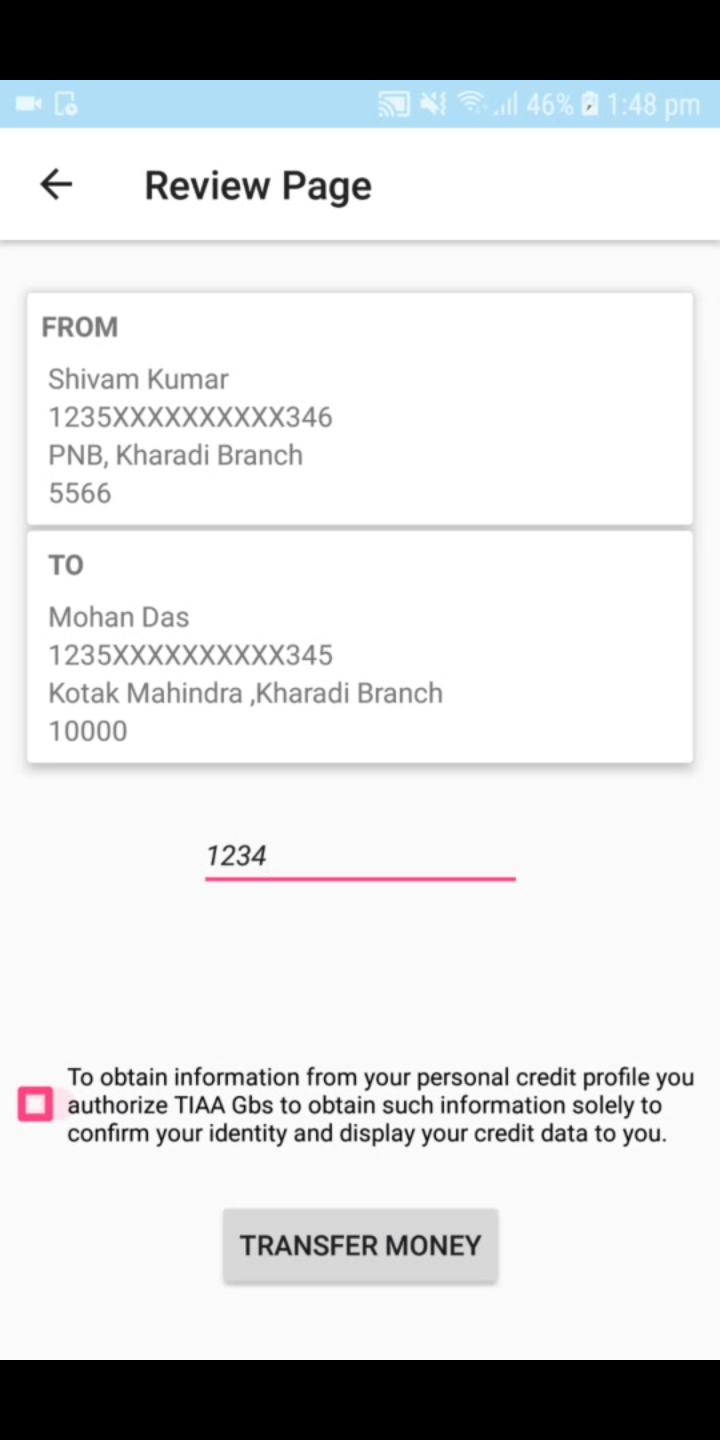 46% 1:48 pm
Review Page
FROM
Shivam Kumar
1235XXXXXXXXXX346
PNB, Kharadi Branch
5566
TO
Mohan Das
1235XXXXXXXXXX345
Kotak Mahindra ,Kharadi Branch
10000
1234
To obtain information from your personal credit profile you
authorize TIAA Gbs to obtain such information solely to
confirm your identity and display your credit data to you.
TRANSFER MONEY